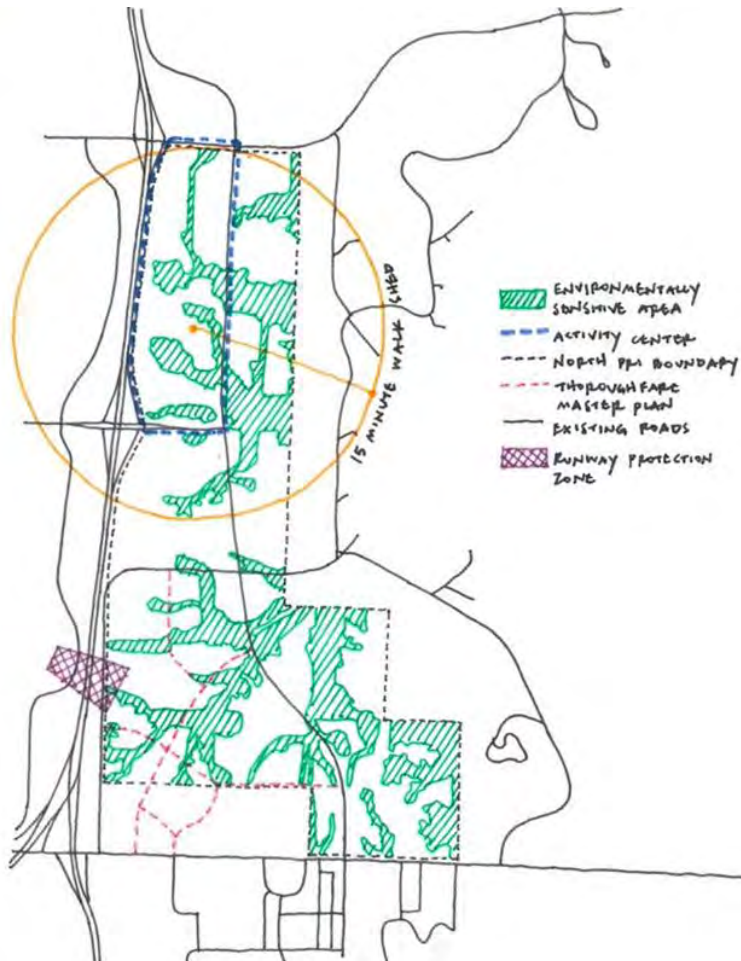 ENVIRONMENTALLY
SENSITIVE AREA
ACTIVITY CENTER
NORTH PRI BOUNDARY
THOROUGHFARE
MASTER PLAN
EXISTING ROADS
RUNWAY PROTECTION
ZONE
15 MINUTE WALK SHED